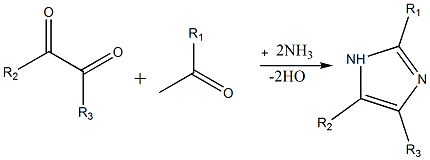 O
O
R2
R3
+
R1
O
+ 2NH3
-2HO
R1
NH
N
R2
R3